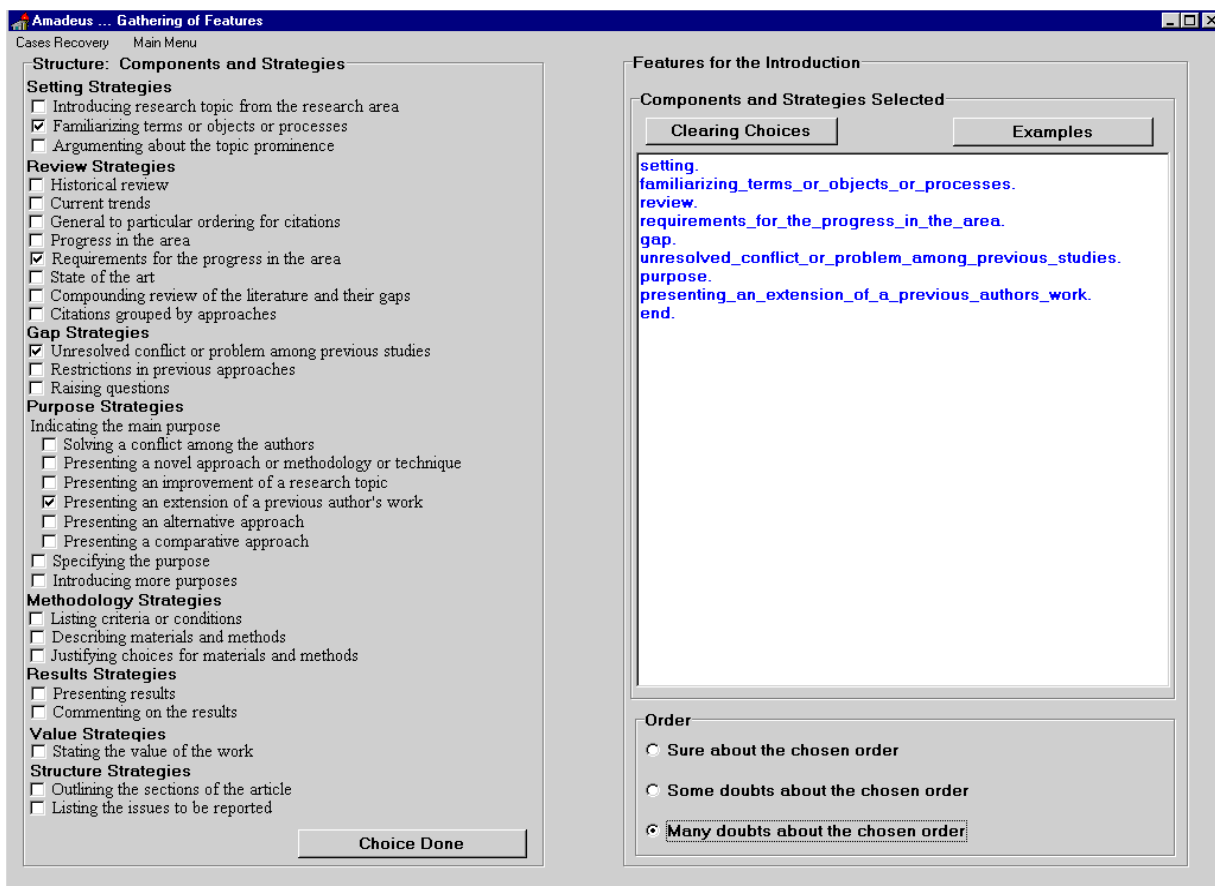 Amadeus ... Gathering of Features
Cases Recovery Main Menu
Structure: Components and Strategies
Setting Strategies
Introducing research topic from the research area
Familiarizing terms or objects or processes
Argumenting about the topic prominence
Review Strategies
Historical review
Current trends
General to particular ordering for citations
Progress in the area
Requirements for the progress in the area
State of the art
Compounding review of the literature and their gaps
Citations grouped by approaches
Gap Strategies
Unresolved conflict or problem among previous studies
Restrictions in previous approaches
Raising questions
Purpose Strategies
Indicating the main purpose
Solving a conflict among the authors
Presenting a novel approach or methodology or technique
Presenting an improvement of a research topic
Presenting an extension of a previous author's work
Presenting an alternative approach
Presenting a comparative approach
Specifying the purpose
Introducing more purposes
Methodology Strategies
Listing criteria or conditions
Describing materials and methods
Justifying choices for materials and methods
Results Strategies
Presenting results
Commenting on the results
Value Strategies
Stating the value of the work
Structure Strategies
Outlining the sections of the article
Listing the issues to be reported
Choice Done
Features for the Introduction
Components and Strategies Selected
Clearing Choices
Examples
setting.
familiarizing_terms_or_objects_or_processes.
review.
requirements_for_the_progress_in_the_area.
gap.
unresolved_conflict_or_problem_among_previous_studies.
purpose.
presenting_an_extension_of_a_previous_authors_work.
end.
Order
Sure about the chosen order
Some doubts about the chosen order
Many doubts about the chosen order